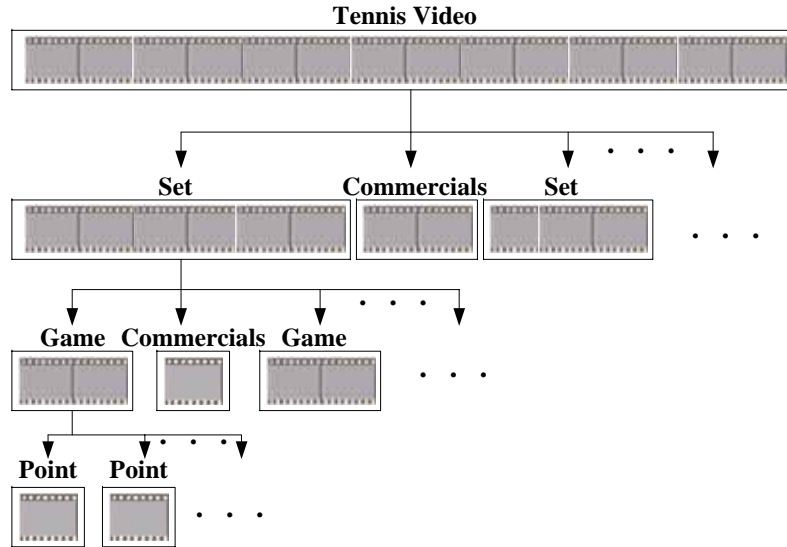 Tennis Video
. . .
Set Commercials Set
. . .
. . .
Game Commercials Game
. . .
. . .
Point Point
. . .